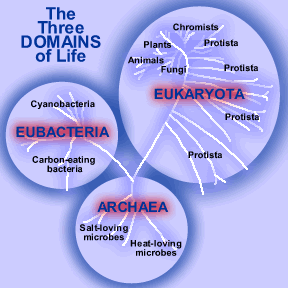 The
Three
DOMAINS
of Life
Chromists
Plants
Protista
Animals
Fungi
Protista
EUKARYOTA
Protista
Protista
Cyanobacteria
EUBACTERIA
Carbon-eating
bacteria
ARCHAEA
Salt-loving
microbes
Heat-loving
microbes